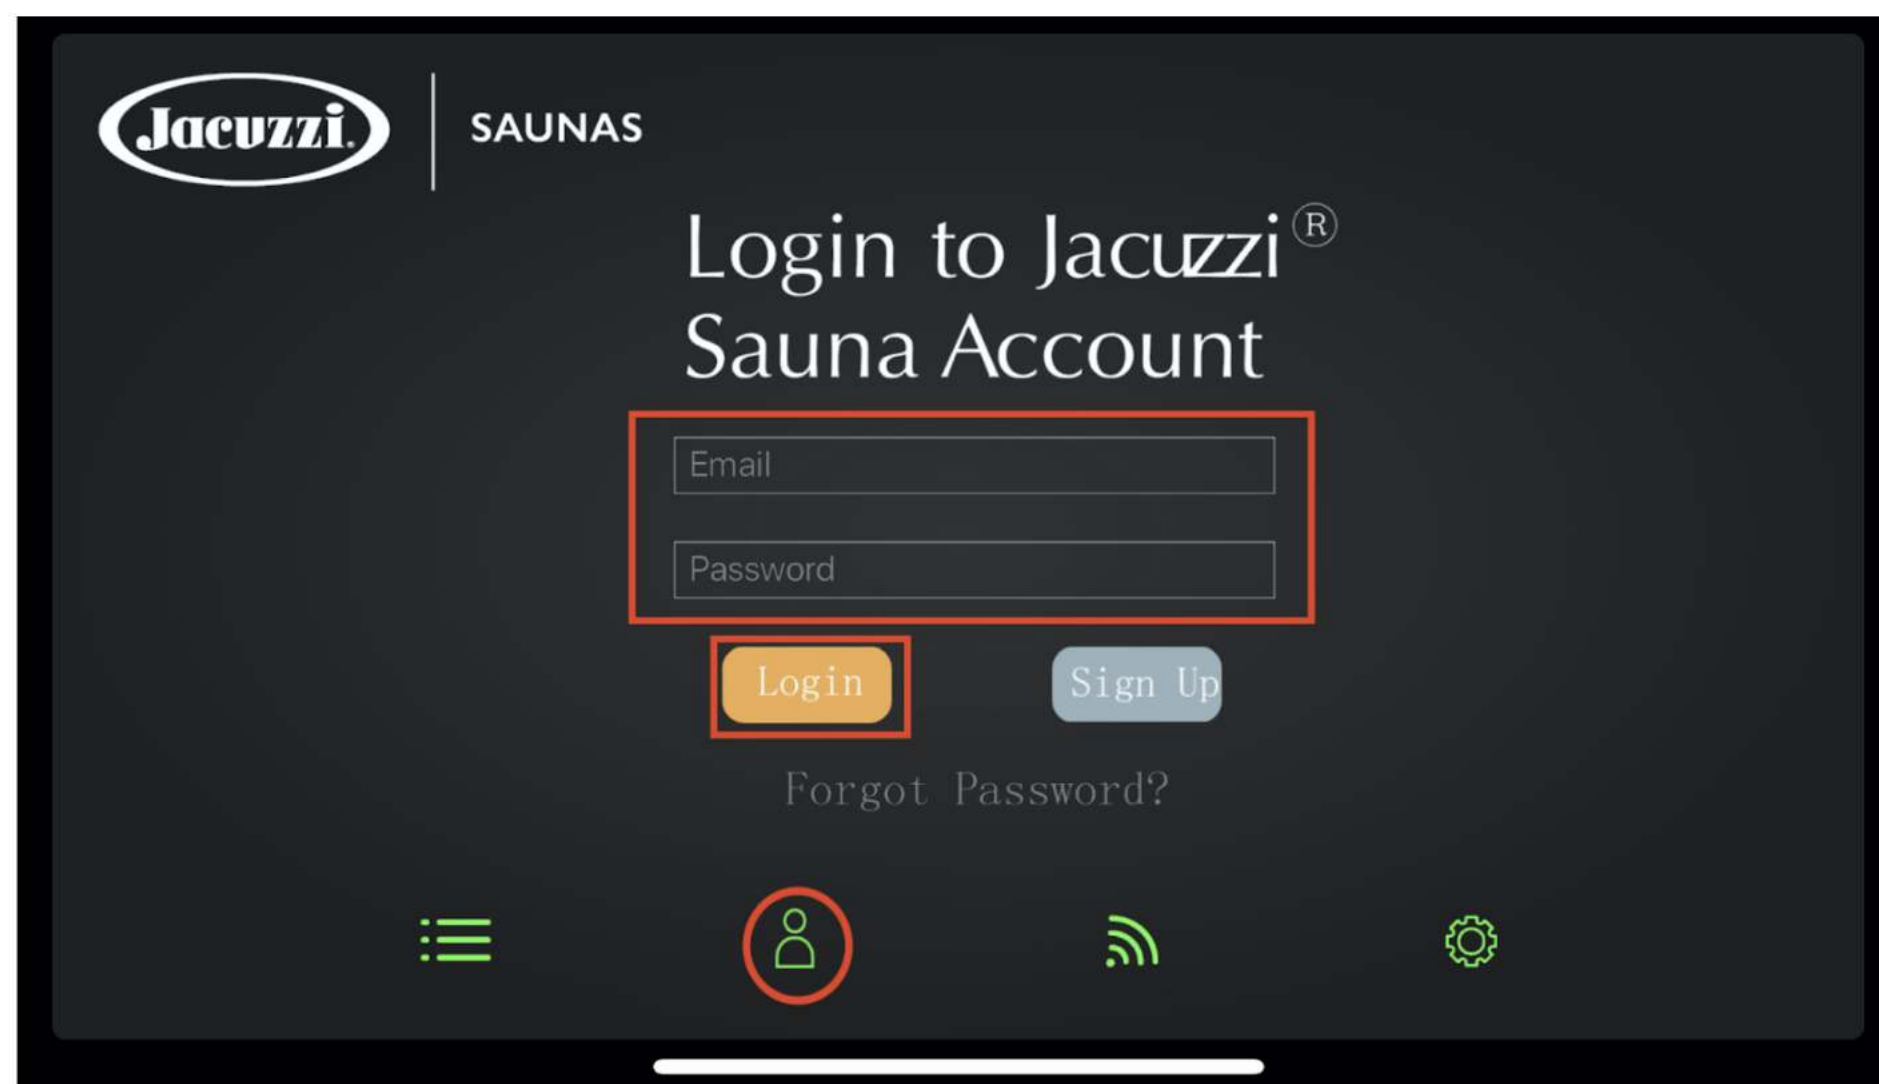 Jacuzzi®
SAUNAS
Login to Jacuzzi®
Sauna Account
Email
Password
Login
Sign Up
Forgot Password?